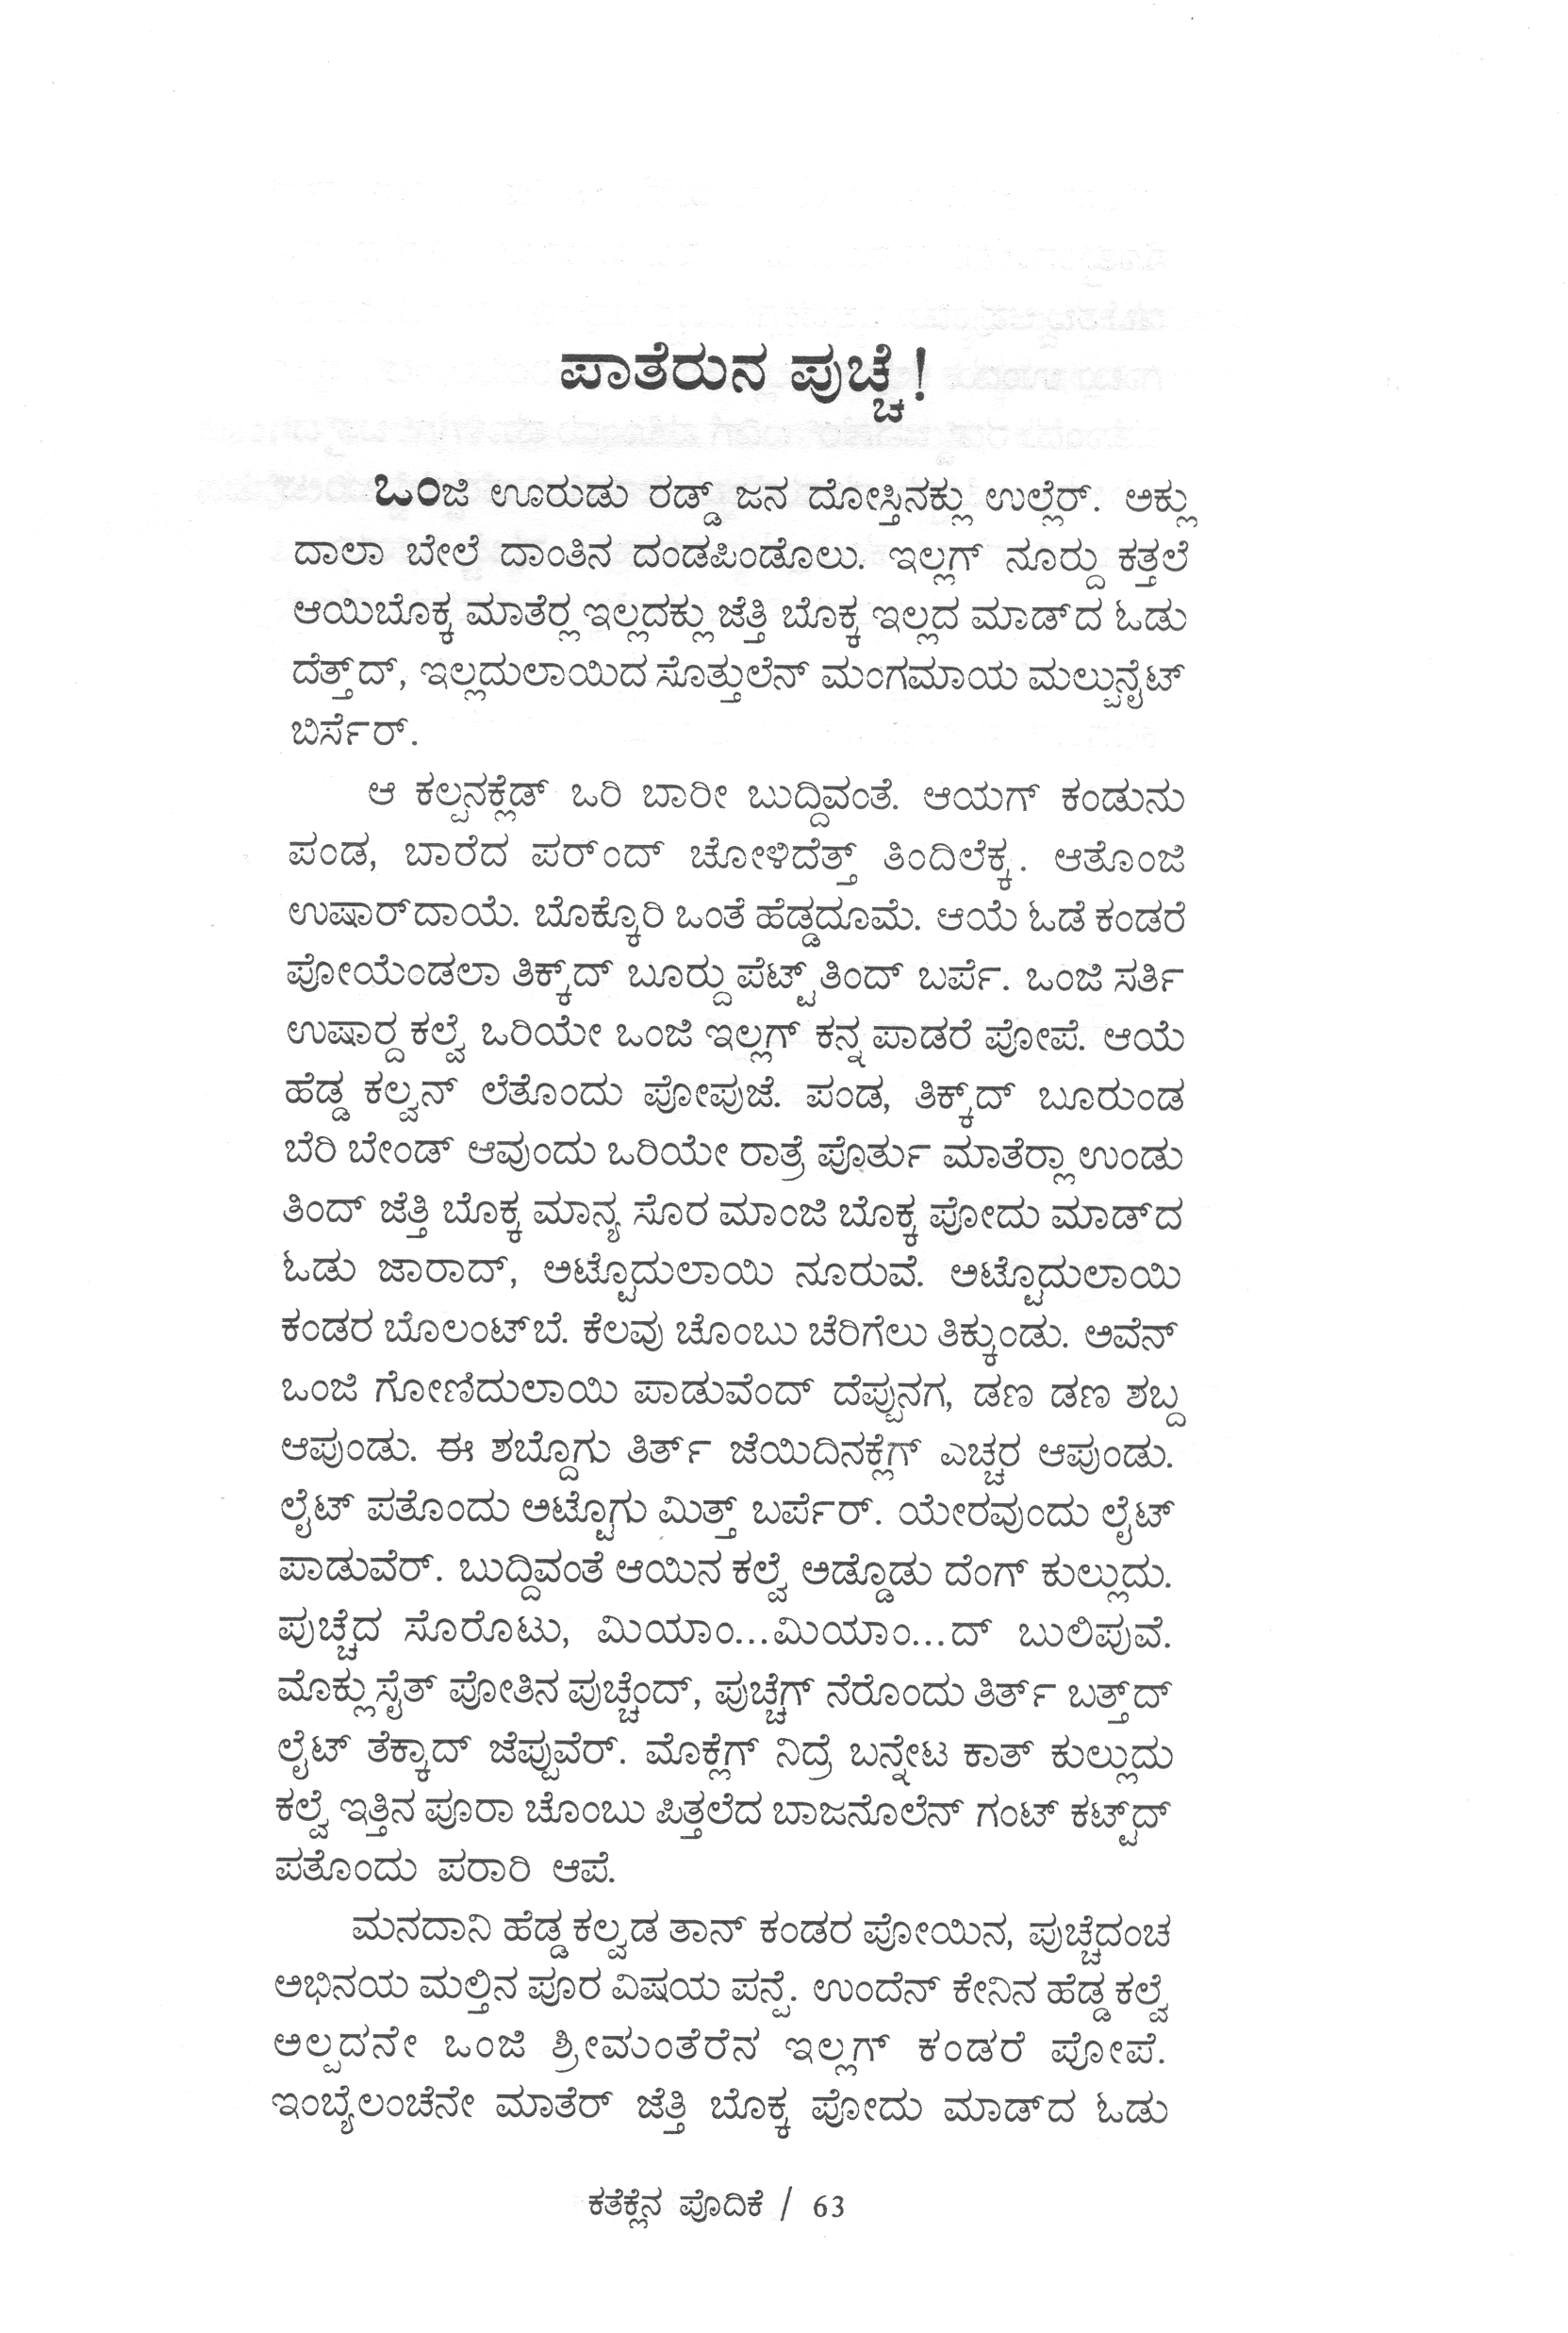 ಪಾತೆರುನ ಪುಚ್ಚೆ!
ಒಂಜಿ ಊರುಡು ರಡ್ಡ್ ಜನ ದೋಸ್ತಿನಕ್ಲು ಉಲ್ಲೆರ್. ಅಕ್ಲು
ದಾಲಾ ಬೇಲೆ ದಾಂತಿನ ದಂಡಪಿಂಡೊಲು. ಇಲ್ಲಗ್ ನೂರ್ದು ಕತ್ತಲೆ
ಆಯಿಬೊಕ್ಕ ಮಾತೆರ್ಲ ಇಲ್ಲದಕ್ಲು ಜೆತ್ತಿ ಬೊಕ್ಕ ಇಲ್ಲದ ಮಾಡ್‌ದ ಓಡು
ದೆತ್ತ್‌ದ್, ಇಲ್ಲದುಲಾಯಿದ ಸೊತ್ತುಲೆನ್ ಮಂಗಮಾಯ ಮಲ್ಪುನೈಟ್
ಬಿರ್ಸೆರ್.
ಆ ಕಲ್ಪನಕ್ಲೆಡ್ ಒರಿ ಬಾರೀ ಬುದ್ದಿವಂತೆ. ಆಯಗ್ ಕಂಡುನು
ಪಂಡ, ಬಾರೆದ ಪರ್‌ಂದ್ ಚೋಳಿದೆತ್ತ್ ತಿಂದಿಲೆಕ್ಕ. ಆತೊಂಜಿ
ಉಷಾರ್‌ದಾಯೆ. ಬೊಕ್ಕೊರಿ ಒಂತೆ ಹೆಡ್ಡದೂಮೆ. ಆಯೆ ಓಡೆ ಕಂಡರೆ
ಪೋಯೆಂಡಲಾ ತಿಕ್ಕ್‌ದ್ ಬೂರ್ದು ಪೆಟ್ಟ್ ತಿಂದ್ ಬರ್ಪೆ. ಒಂಜಿ ಸರ್ತಿ
ಉಷಾರ್ದ ಕಲ್ವೆ ಒರಿಯೇ ಒಂಜಿ ಇಲ್ಲಗ್ ಕನ್ನ ಪಾಡರೆ ಪೋಪೆ. ಆಯೆ
ಹೆಡ್ಡ ಕಲ್ವನ್ ಲೆತೊಂದು ಪೋಪುಜೆ. ಪಂಡ, ತಿಕ್ಕ್‌ದ್ ಬೂರುಂಡ
ಬೆರಿ ಬೇಂಡ್ ಆವುಂದು ಒರಿಯೇ ರಾತ್ರೆ ಪೊರ್ತು ಮಾತೆರ್ಲಾ ಉಂಡು
ತಿಂದ್ ಜೆತ್ತಿ ಬೊಕ್ಕ ಮಾನ್ಯ ಸೊರ ಮಾಂಜಿ ಬೊಕ್ಕ ಪೋದು ಮಾಡ್‌ದ
ಓಡು ಜಾರಾದ್, ಅಟ್ಟೊದುಲಾಯಿ ನೂರುವೆ. ಅಟ್ಟೊದುಲಾಯಿ
ಕಂಡರ ಬೊಲಂಟ್‌ಬೆ. ಕೆಲವು ಚೊಂಬು ಚೆರಿಗೆಲು ತಿಕ್ಕುಂಡು. ಅವೆನ್
ಒಂಜಿ ಗೋಣಿದುಲಾಯಿ ಪಾಡುವೆಂದ್ ದೆಪ್ಪುನಗ, ಡಣ ಡಣ ಶಬ್ದ
ಆಪುಂಡು. ಈ ಶಬ್ದೊಗು ತಿರ್ತ್ ಜೆಯಿದಿನಕ್ಲೆಗ್ ಎಚ್ಚರ ಆಪುಂಡು.
ಲೈಟ್ ಪತೊಂದು ಅಟ್ಟೊಗು ಮಿತ್ತ್ ಬರ್ಪೆರ್. ಯೇರವುಂದು ಲೈಟ್
ಪಾಡುವೆರ್. ಬುದ್ದಿವಂತೆ ಆಯಿನ ಕಲ್ವೆ ಅಡ್ಡೊಡು ದೆಂಗ್ ಕುಲ್ಲುದು.
ಪುಚ್ಚೆದ ಸೊರೊಟು, ಮಿಯಾಂ...ಮಿಯಾಂ...ದ್ ಬುಲಿಪುವೆ.
ಮೊಕ್ಲು ಸೈತ್ ಪೋತಿನ ಪುಚ್ಚೆಂದ್, ಪುಚ್ಚೆಗ್ ನೆರೊಂದು ತಿರ್ತ್ ಬತ್ತ್‌ದ್
ಲೈಟ್ ತೆಕ್ಕಾದ್ ಜೆಪ್ಪುವೆರ್. ಮೊಕ್ಲೆಗ್ ನಿದ್ರೆ ಬನ್ನೇಟ ಕಾತ್ ಕುಲ್ಲುದು
ಕಲ್ವೆ ಇತ್ತಿನ ಪೂರಾ ಚೊಂಬು ಪಿತ್ತಲೆದ ಬಾಜನೊಲೆನ್ ಗಂಟ್ ಕಟ್ಟ್‌ದ್
ಪತೊಂದು ಪರಾರಿ ಆಪೆ.
ಮನದಾನಿ ಹೆಡ್ಡ ಕಲ್ವಡ ತಾನ್ ಕಂಡರ ಪೋಯಿನ, ಪುಚ್ಚೆದಂಚ
ಅಭಿನಯ ಮಲ್ತಿನ ಪೂರ ವಿಷಯ ಪನ್ಪೆ. ಉಂದೆನ್ ಕೇನಿನ ಹೆಡ್ಡ ಕಲ್ವೆ
ಅಲ್ಪದನೇ ಒಂಜಿ ಶ್ರೀಮಂತೆರೆನ ಇಲ್ಲಗ್ ಕಂಡರೆ ಪೋಪೆ.
ಇಂಬ್ಯೆಲಂಚೆನೇ ಮಾತೆರ್ ಜೆತ್ತಿ ಬೊಕ್ಕ ಪೋದು ಮಾಡ್‌ದ ಓಡು
ಕತೆಕ್ಲೆನ ಪೊದಿಕೆ / 63